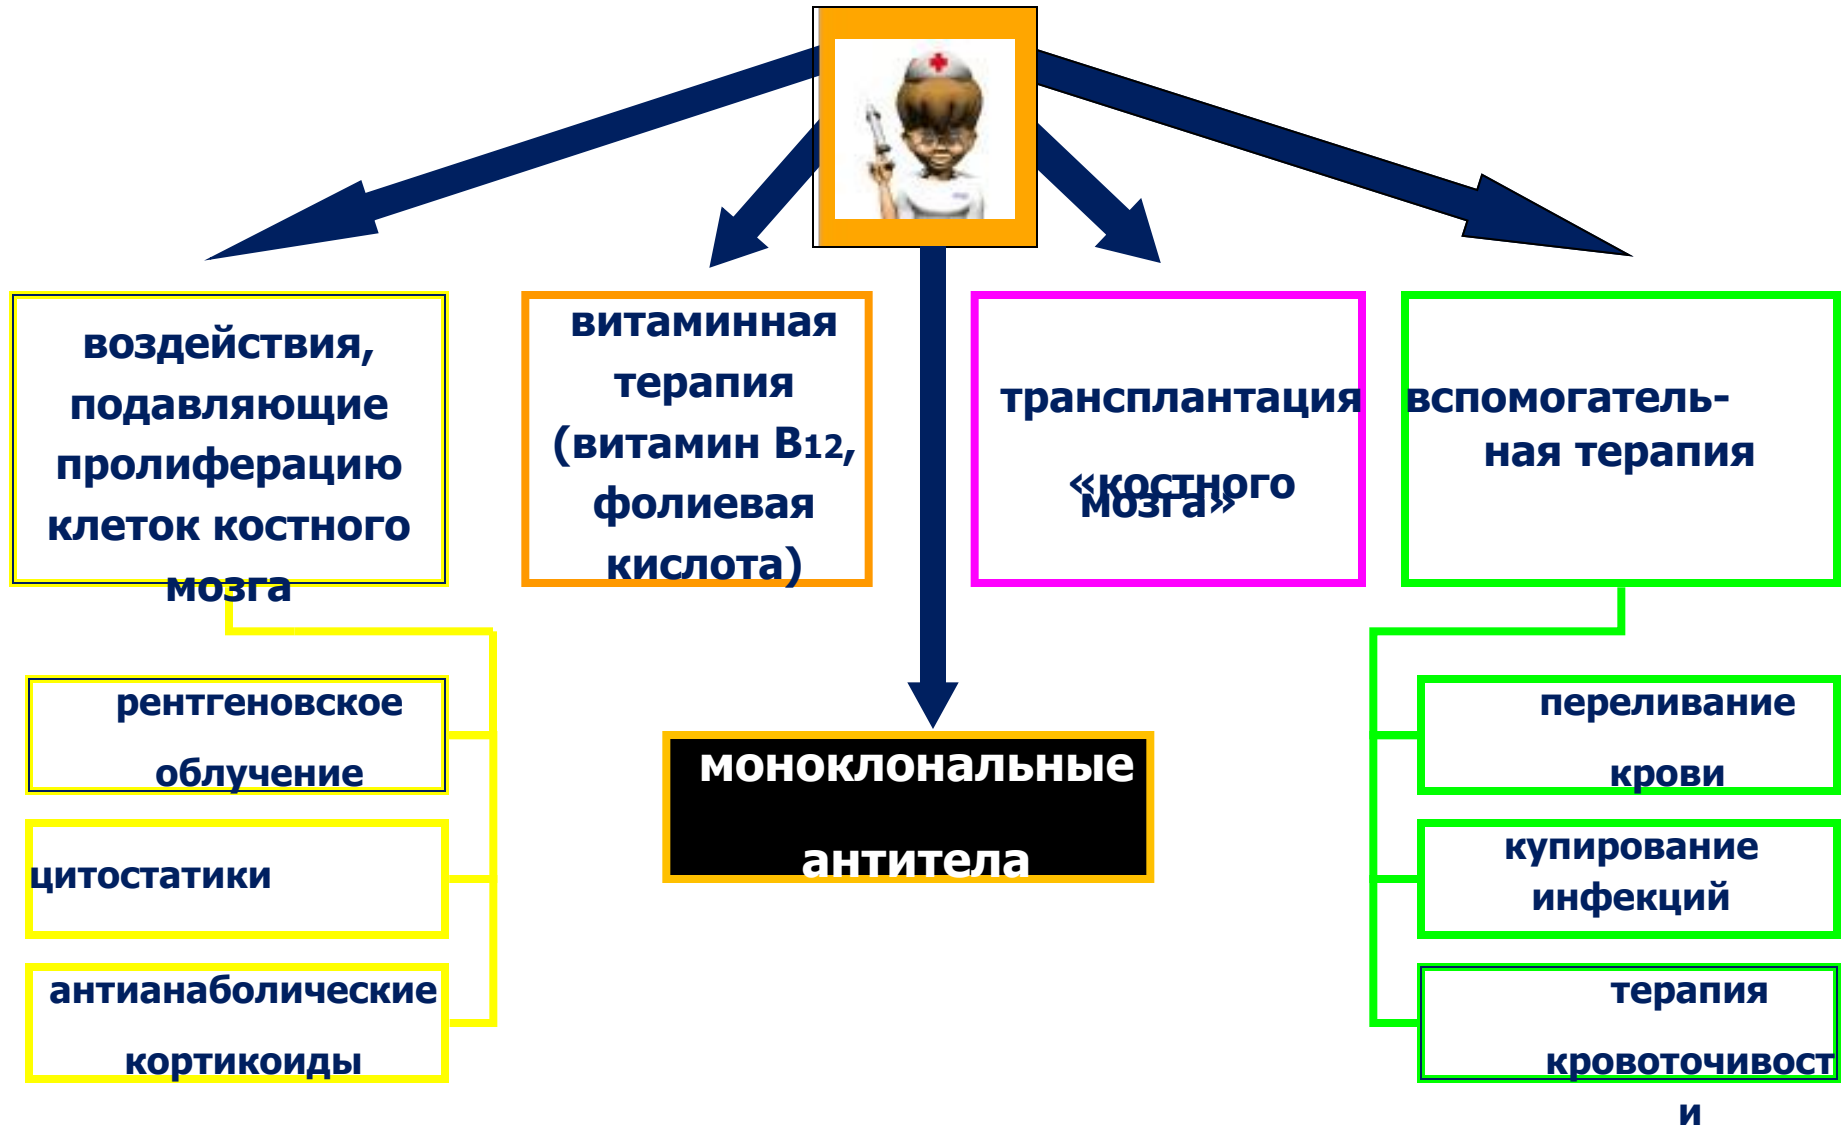 воздействия,
подавляющие
пролиферацию
клеток костного
мозга
витаминная
терапия
(витамин В12,
фолиевая
кислота)
трансплантация
«костного
мозга»
вспомогатель-
ная терапия
рентгеновское
облучение
цитостатики
антианаболические
кортикоиды
моноклональные
антитела
переливание
крови
купирование
инфекций
терапия
кровоточивост
и